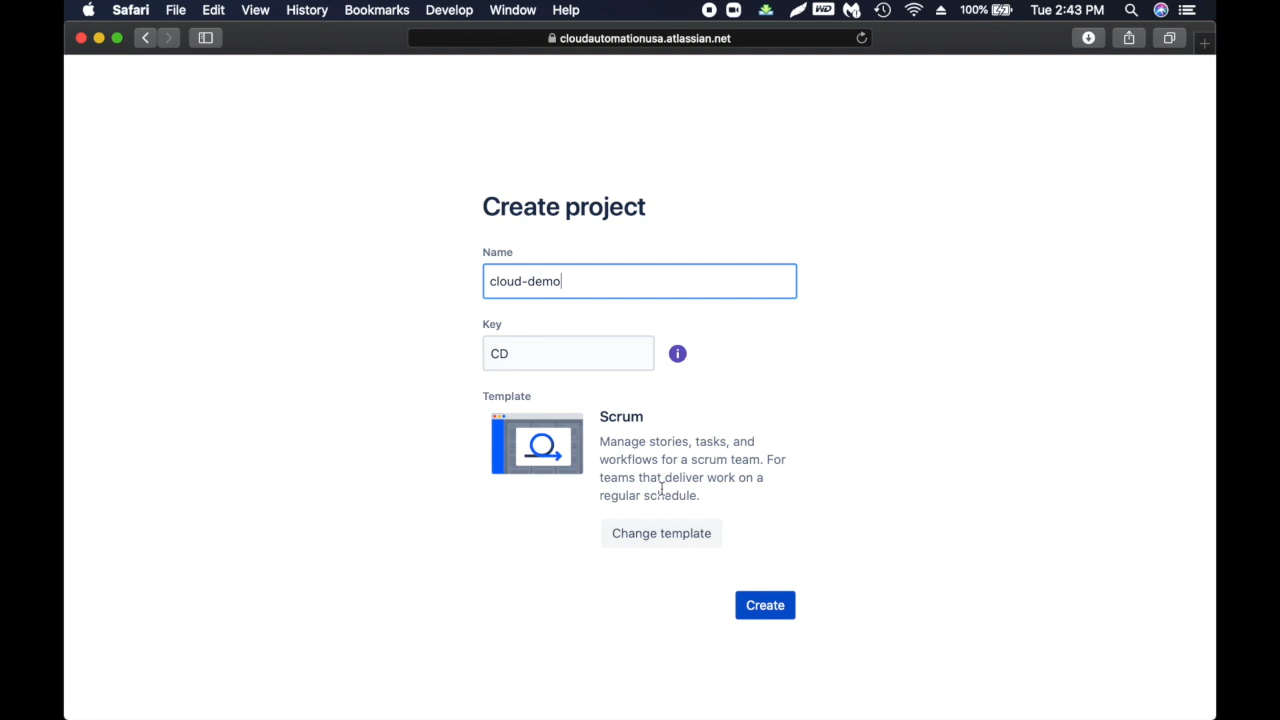 Safari File Edit View History Bookmarks Develop Window Help WD 100% Tue 2:43 PM
cloudautomationusa.atlassian.net
Create project
Name
cloud-demo
Key
CD
Template
Scrum
Manage stories, tasks, and
workflows for a scrum team. For
teams that deliver work on a
regular schedule.
Change template
Create